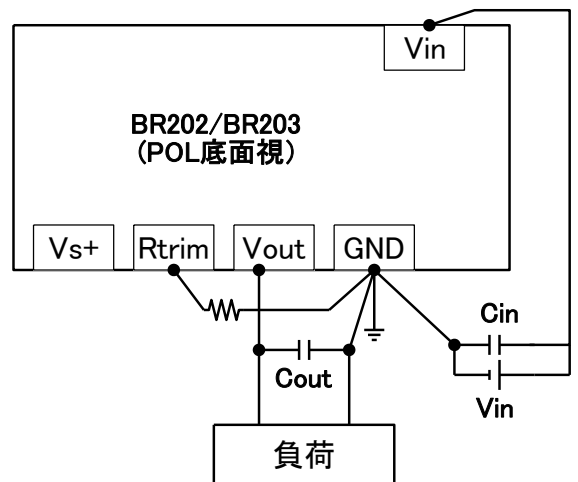 Vin
BR202/BR203
(POL底面視)
Vs+
Rtrim
Vout
GND
Cin
Cout
Vin
負荷